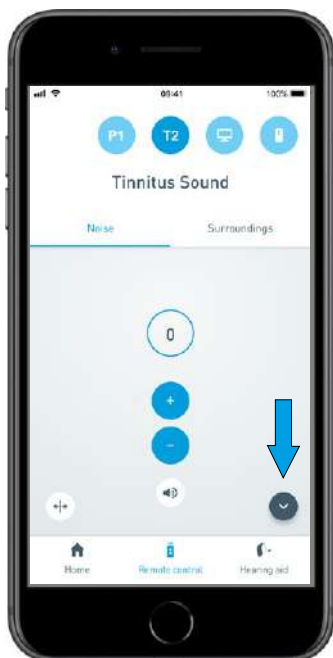 09:41 100%
P1 T2
Tinnitus Sound
Noise Surroundings
0
+
−
Home Remote control Hearing aid